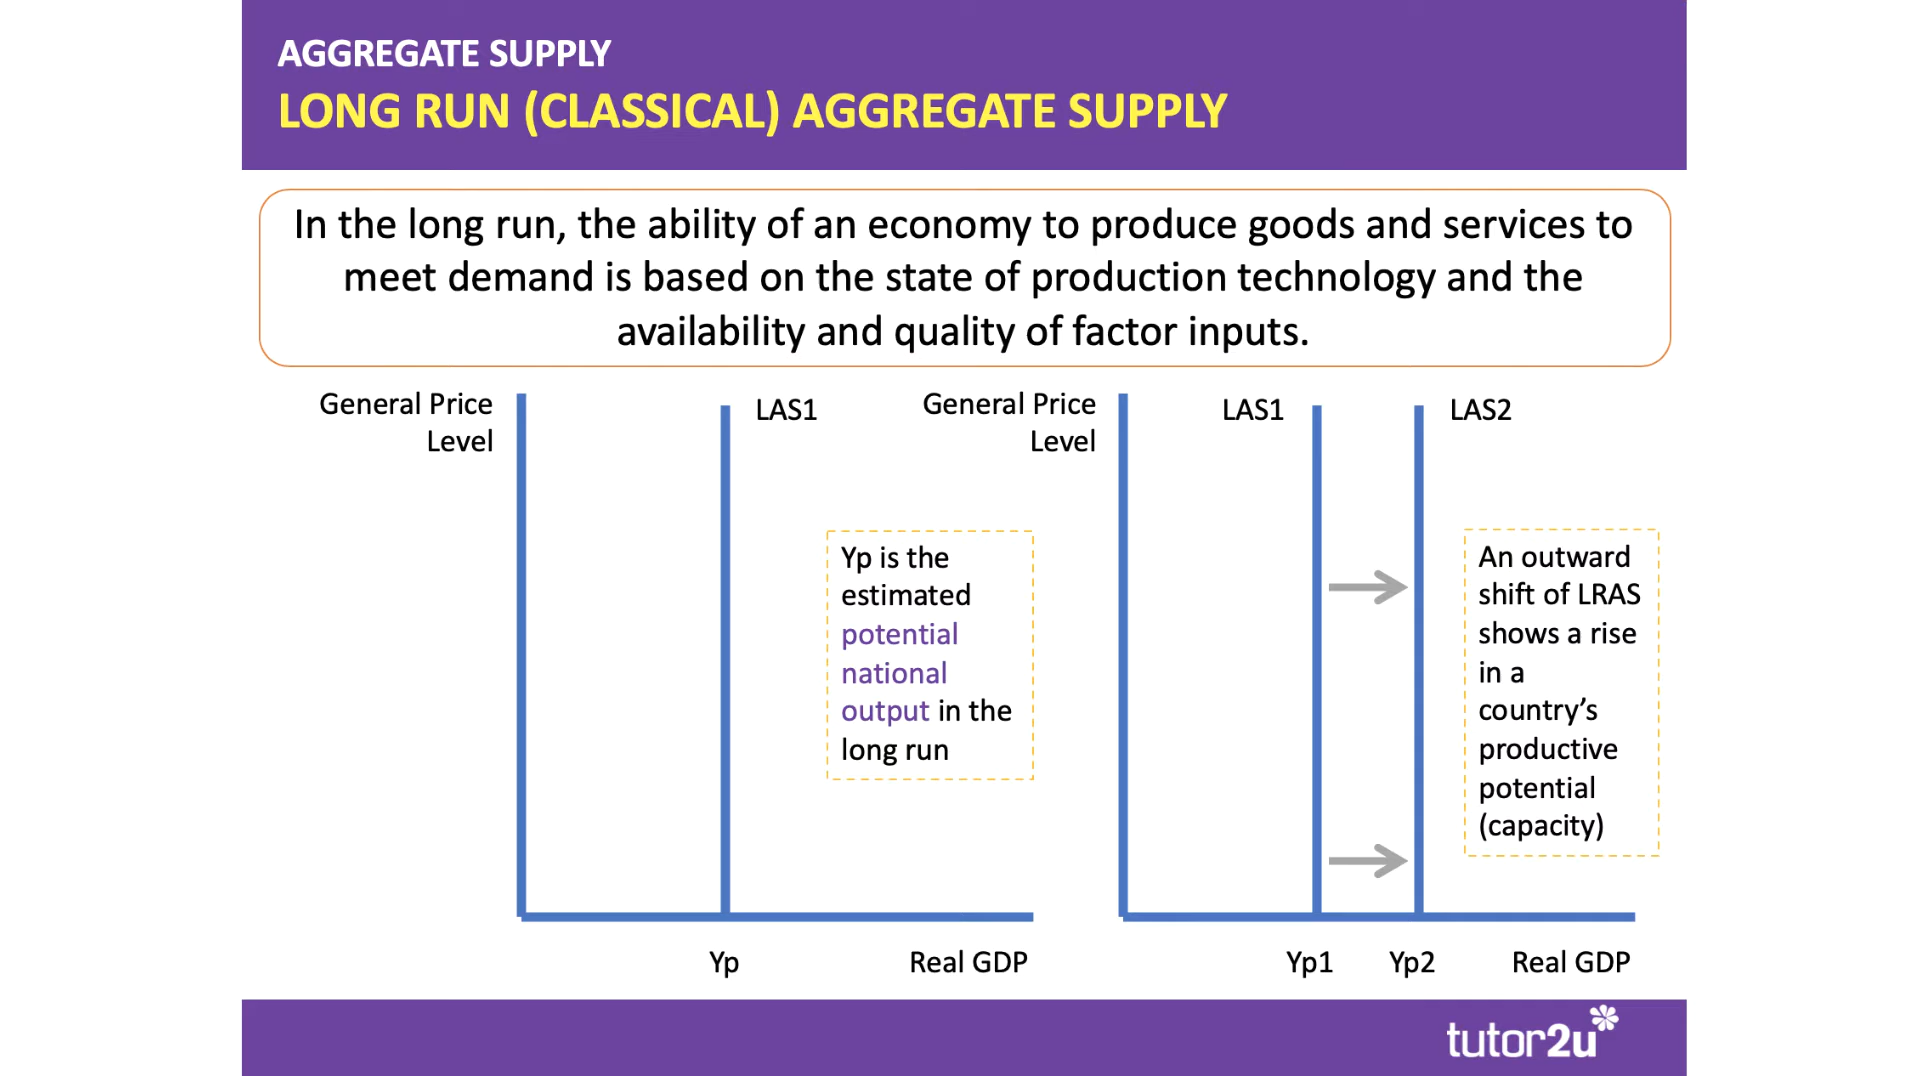 AGGREGATE SUPPLY
LONG RUN (CLASSICAL) AGGREGATE SUPPLY
In the long run, the ability of an economy to produce goods and services to
meet demand is based on the state of production technology and the
availability and quality of factor inputs.
General Price
Level
LAS1
Yp is the
estimated
potential
national
output in the
long run
Yp
Real GDP
General Price
Level
LAS1
LAS2
An outward
shift of LRAS
shows a rise
in a
country’s
productive
potential
(capacity)
Yp1
Yp2
Real GDP
tutor2u